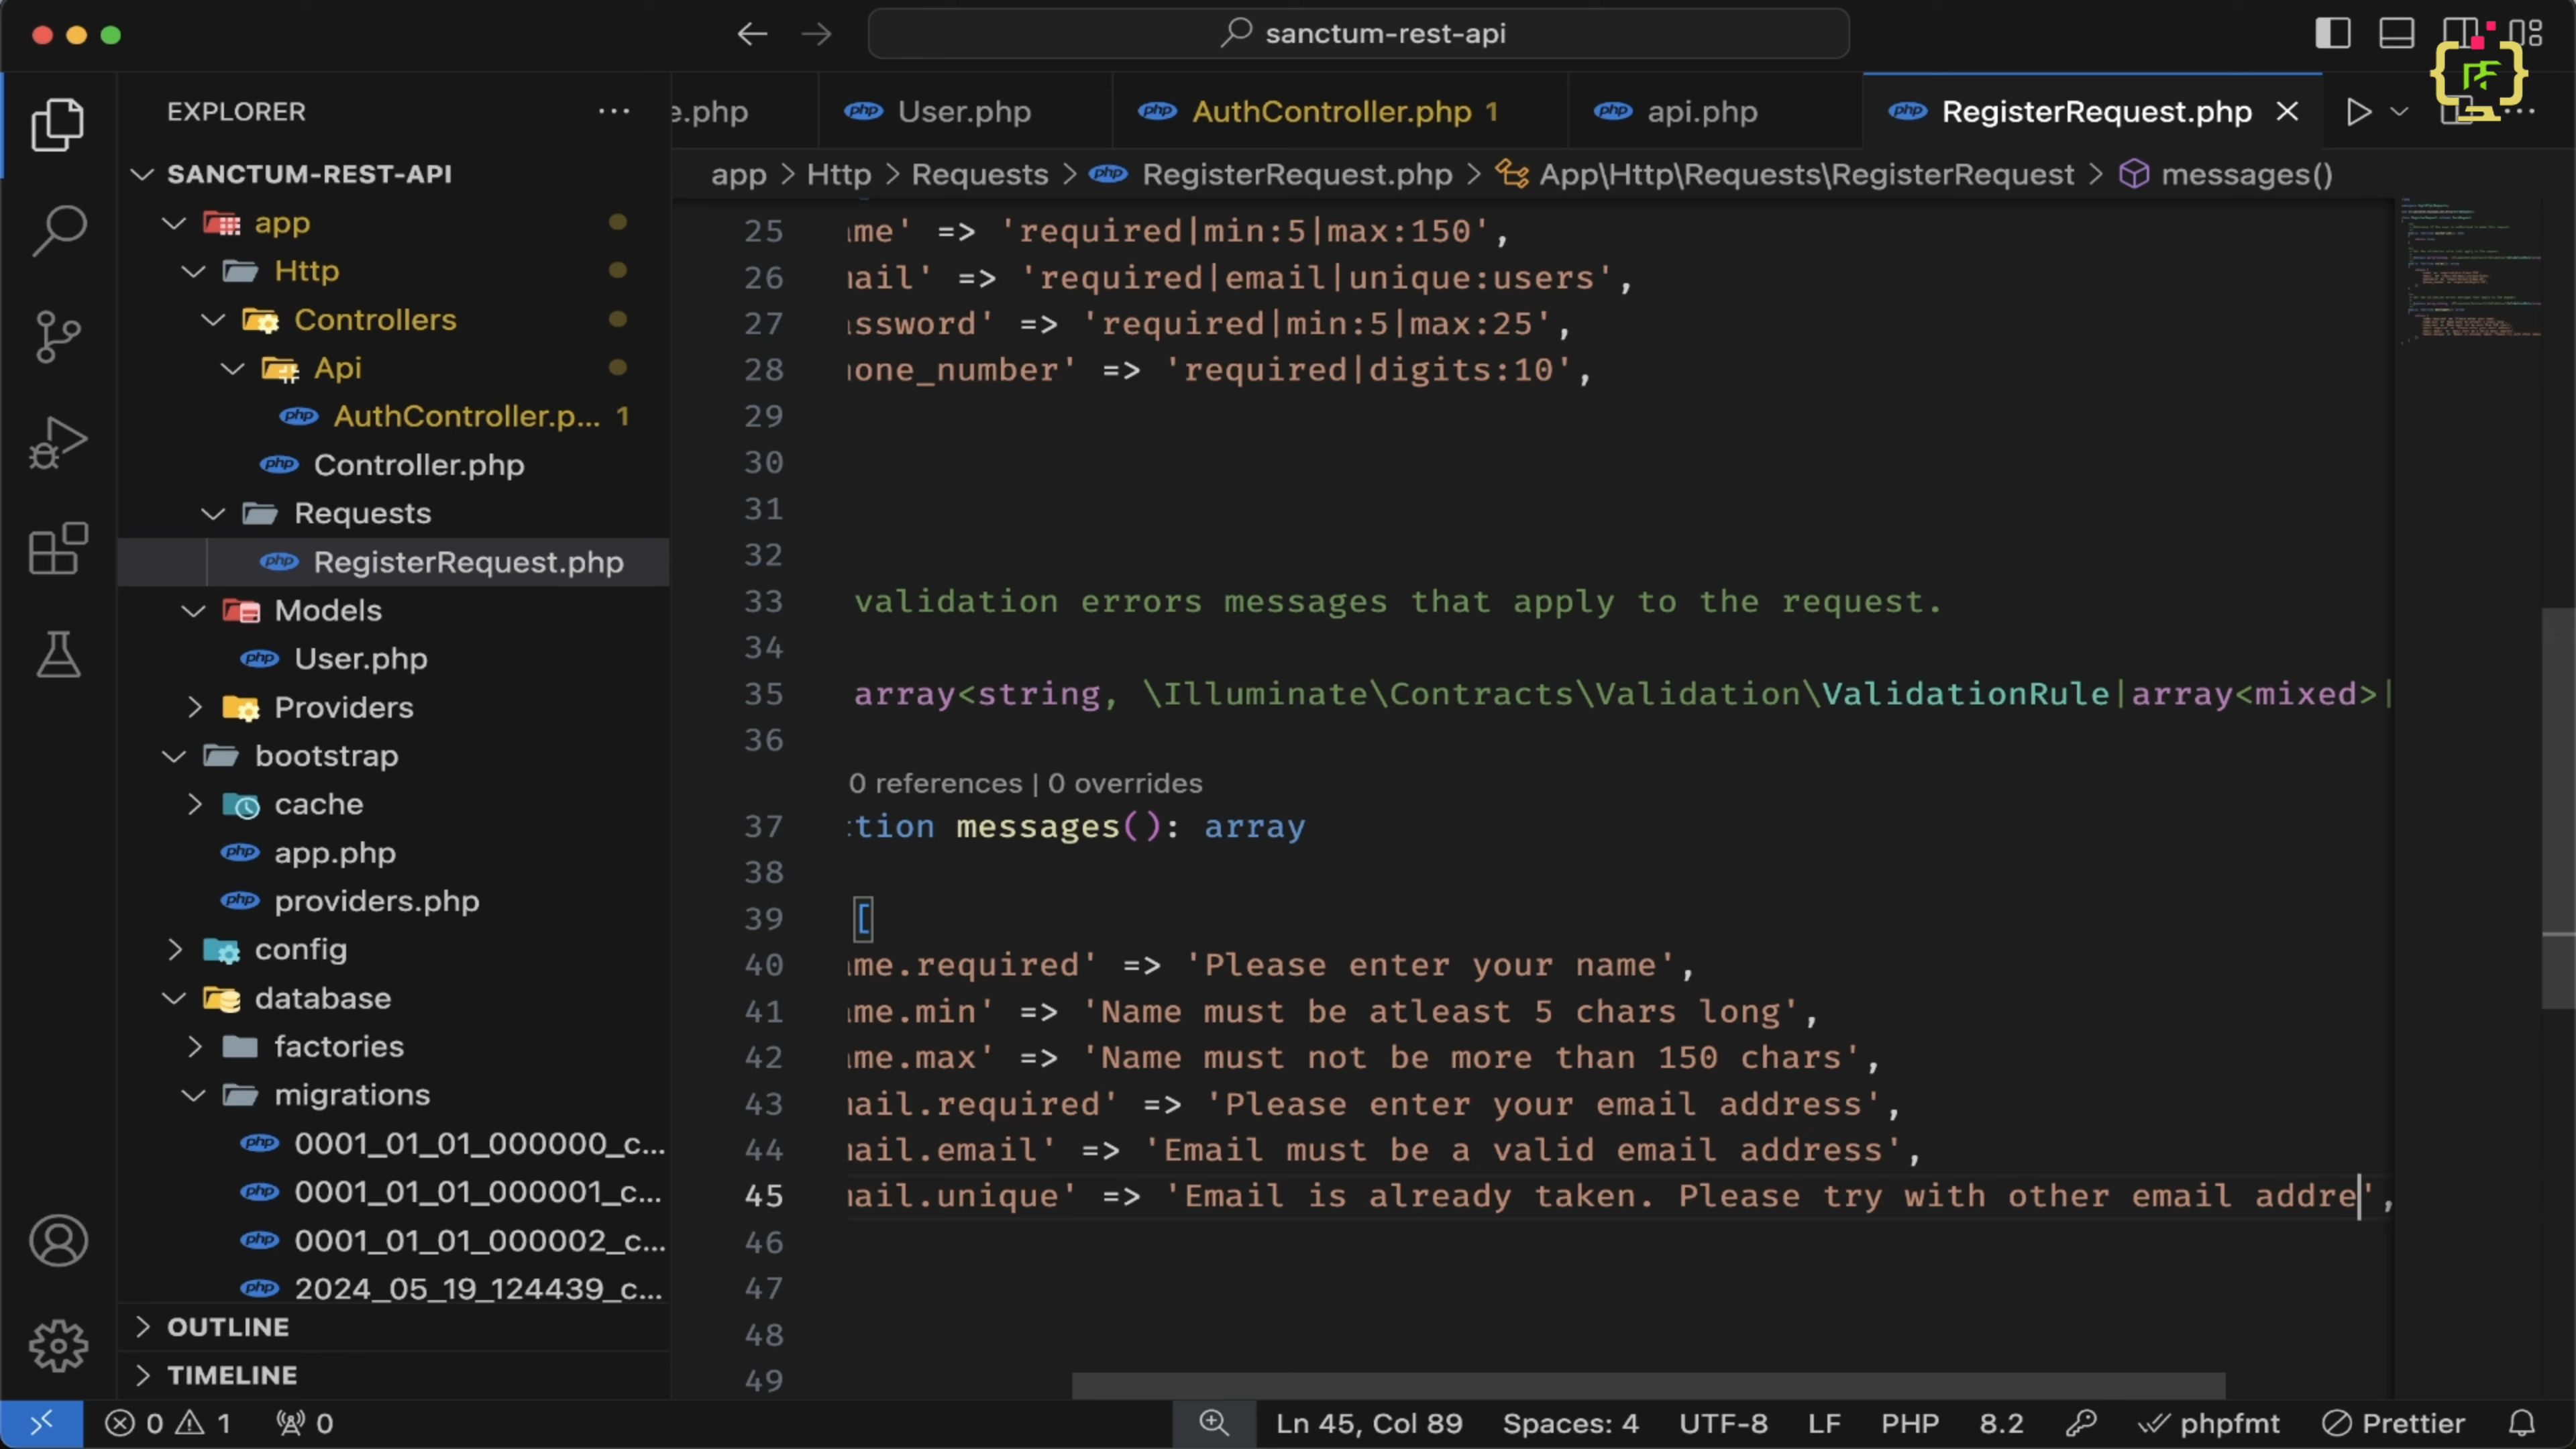 sanctum-rest-api
EXPLORER
e.php
User.php
AuthController.php 1
api.php
RegisterRequest.php
SANCTUM-REST-API
app > Http > Requests > RegisterRequest.php > App\Http\Requests\RegisterRequest > messages()
app
Http
Controllers
Api
AuthController.p... 1
Controller.php
Requests
RegisterRequest.php
Models
User.php
Providers
bootstrap
cache
app.php
providers.php
config
database
factories
migrations
0001_01_01_000000_c...
0001_01_01_000001_c...
0001_01_01_000002_c...
2024_05_19_124439_c...
OUTLINE
TIMELINE
25 me' => 'required|min:5|max:150',
26 ail' => 'required|email|unique:users',
27 ssword' => 'required|min:5|max:25',
28 one_number' => 'required|digits:10',
29
30
31
32
33 validation errors messages that apply to the request.
34
35 array<string, \Illuminate\Contracts\Validation\ValidationRule|array<mixed>|
36
0 references | 0 overrides
37 tion messages(): array
38
39 [
40 me.required' => 'Please enter your name',
41 me.min' => 'Name must be atleast 5 chars long',
42 me.max' => 'Name must not be more than 150 chars',
43 ail.required' => 'Please enter your email address',
44 ail.email' => 'Email must be a valid email address',
45 ail.unique' => 'Email is already taken. Please try with other email addre',
46
47
48
49
0 1 0
Ln 45, Col 89
Spaces: 4
UTF-8
LF
PHP
8.2
phpfmt
Prettier